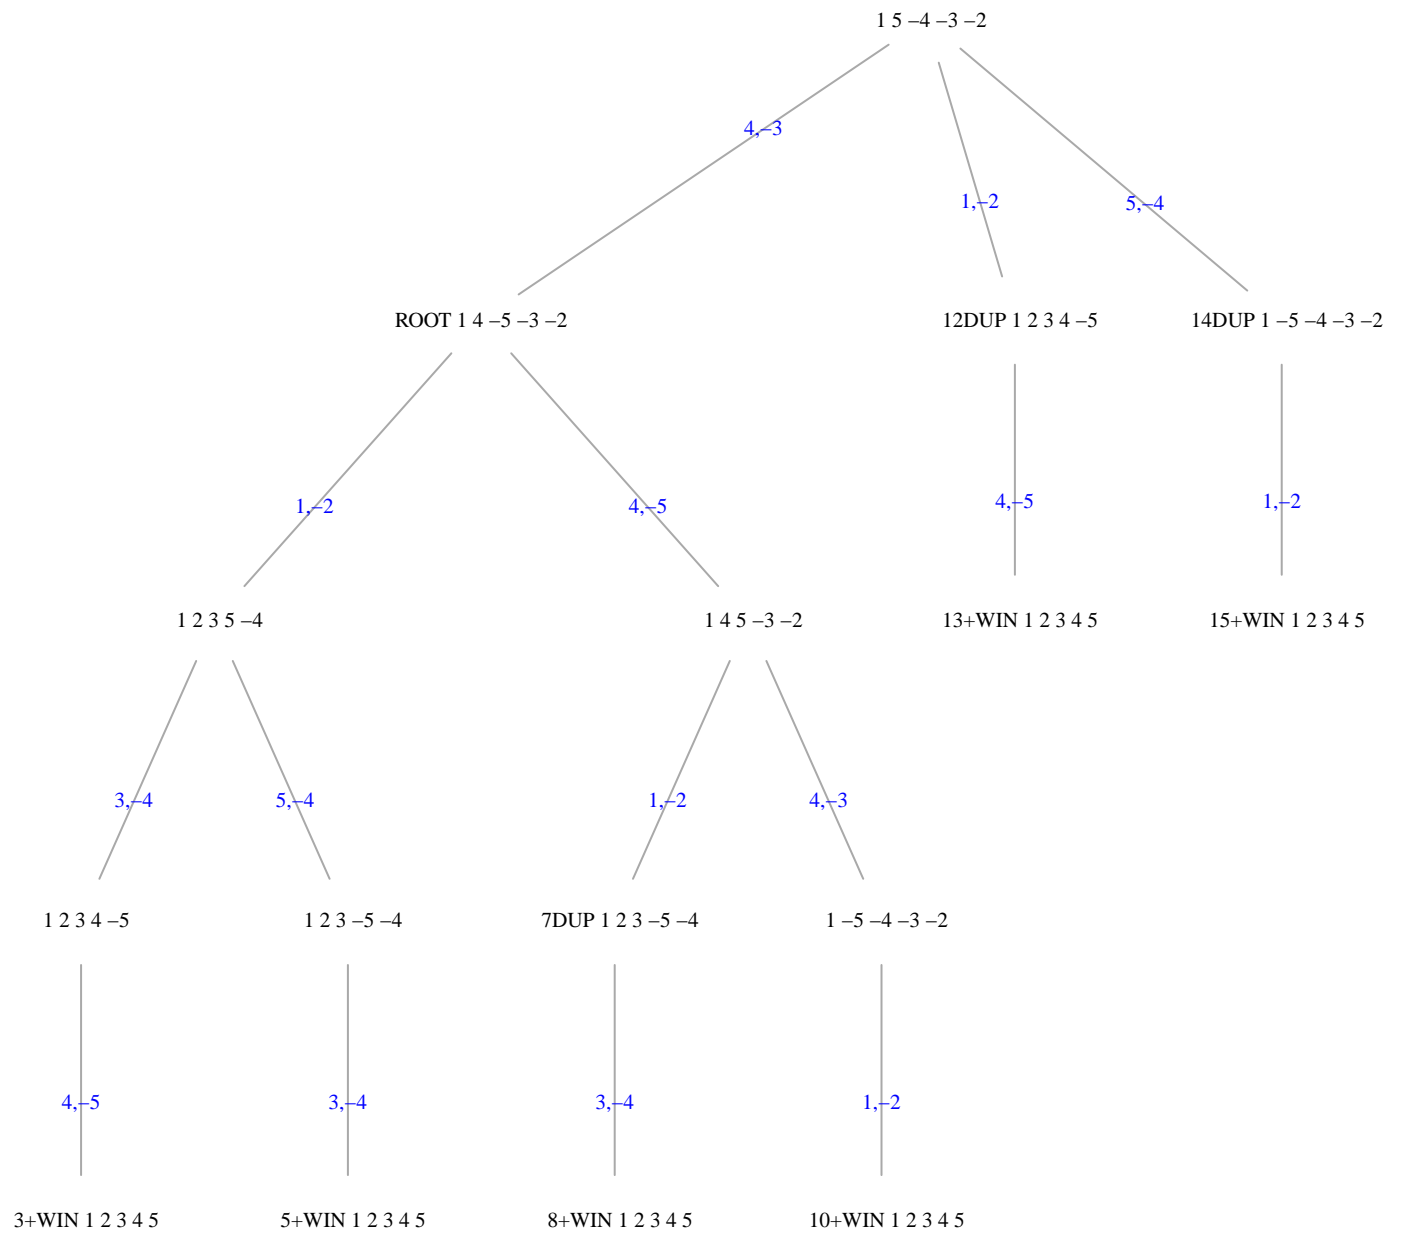 1 5 –4 –3 –2
4,–3
1,–2
5,–4
ROOT 1 4 –5 –3 –2
12DUP 1 2 3 4 –5
14DUP 1 –5 –4 –3 –2
1,–2
4,–5
4,–5
1,–2
1 2 3 5 –4
1 4 5 –3 –2
13+WIN 1 2 3 4 5
15+WIN 1 2 3 4 5
3,–4
5,–4
1,–2
4,–3
1 2 3 4 –5
1 2 3 –5 –4
7DUP 1 2 3 –5 –4
1 –5 –4 –3 –2
4,–5
3,–4
3,–4
1,–2
3+WIN 1 2 3 4 5
5+WIN 1 2 3 4 5
8+WIN 1 2 3 4 5
10+WIN 1 2 3 4 5